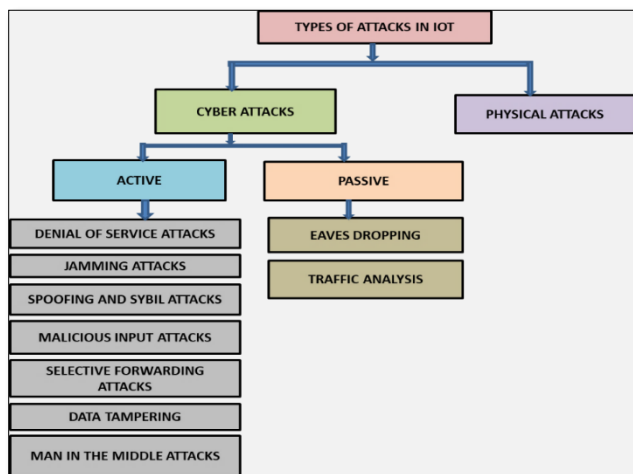 TYPES OF ATTACKS IN IOT
CYBER ATTACKS
PHYSICAL ATTACKS
ACTIVE
PASSIVE
DENIAL OF SERVICE ATTACKS
JAMMING ATTACKS
SPOOFING AND SYBIL ATTACKS
MALICIOUS INPUT ATTACKS
SELECTIVE FORWARDING
ATTACKS
DATA TAMPERING
MAN IN THE MIDDLE ATTACKS
EAVES DROPPING
TRAFFIC ANALYSIS